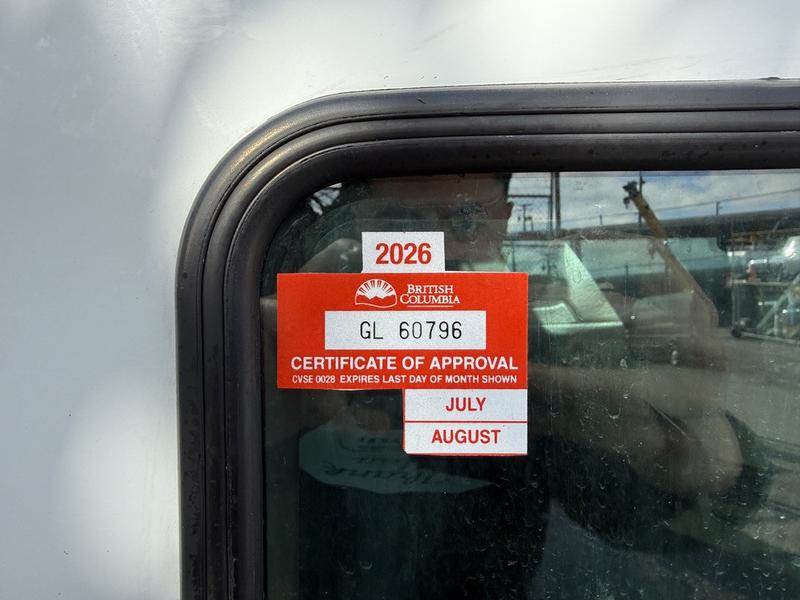 2026
BRITISH
COLUMBIA
GL 60796
CERTIFICATE OF APPROVAL
CVSE 0028 EXPIRES LAST DAY OF MONTH SHOWN
JULY
AUGUST